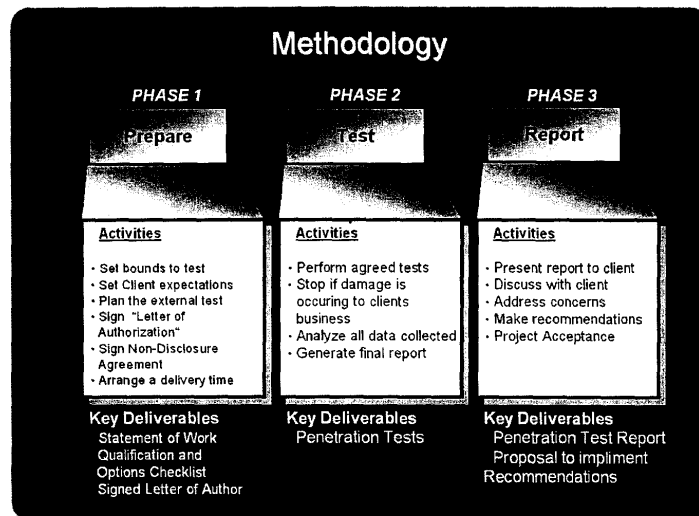 Methodology
PHASE 1
Prepare
Activities
· Set bounds to test
· Set Client expectations
· Plan the external test
· Sign "Letter of
Authorization"
· Sign Non-Disclosure
Agreement
· Arrange a delivery time
Key Deliverables
Statement of Work
Qualification and
Options Checklist
Signed Letter of Author
PHASE 2
Test
Activities
· Perform agreed tests
· Stop if damage is
occuring to clients
business
· Analyze all data collected
· Generate final report
Key Deliverables
Penetration Tests
PHASE 3
Report
Activities
· Present report to client
· Discuss with client
· Address concerns
· Make recommendations
· Project Acceptance
Key Deliverables
Penetration Test Report
Proposal to impliment
Recommendations